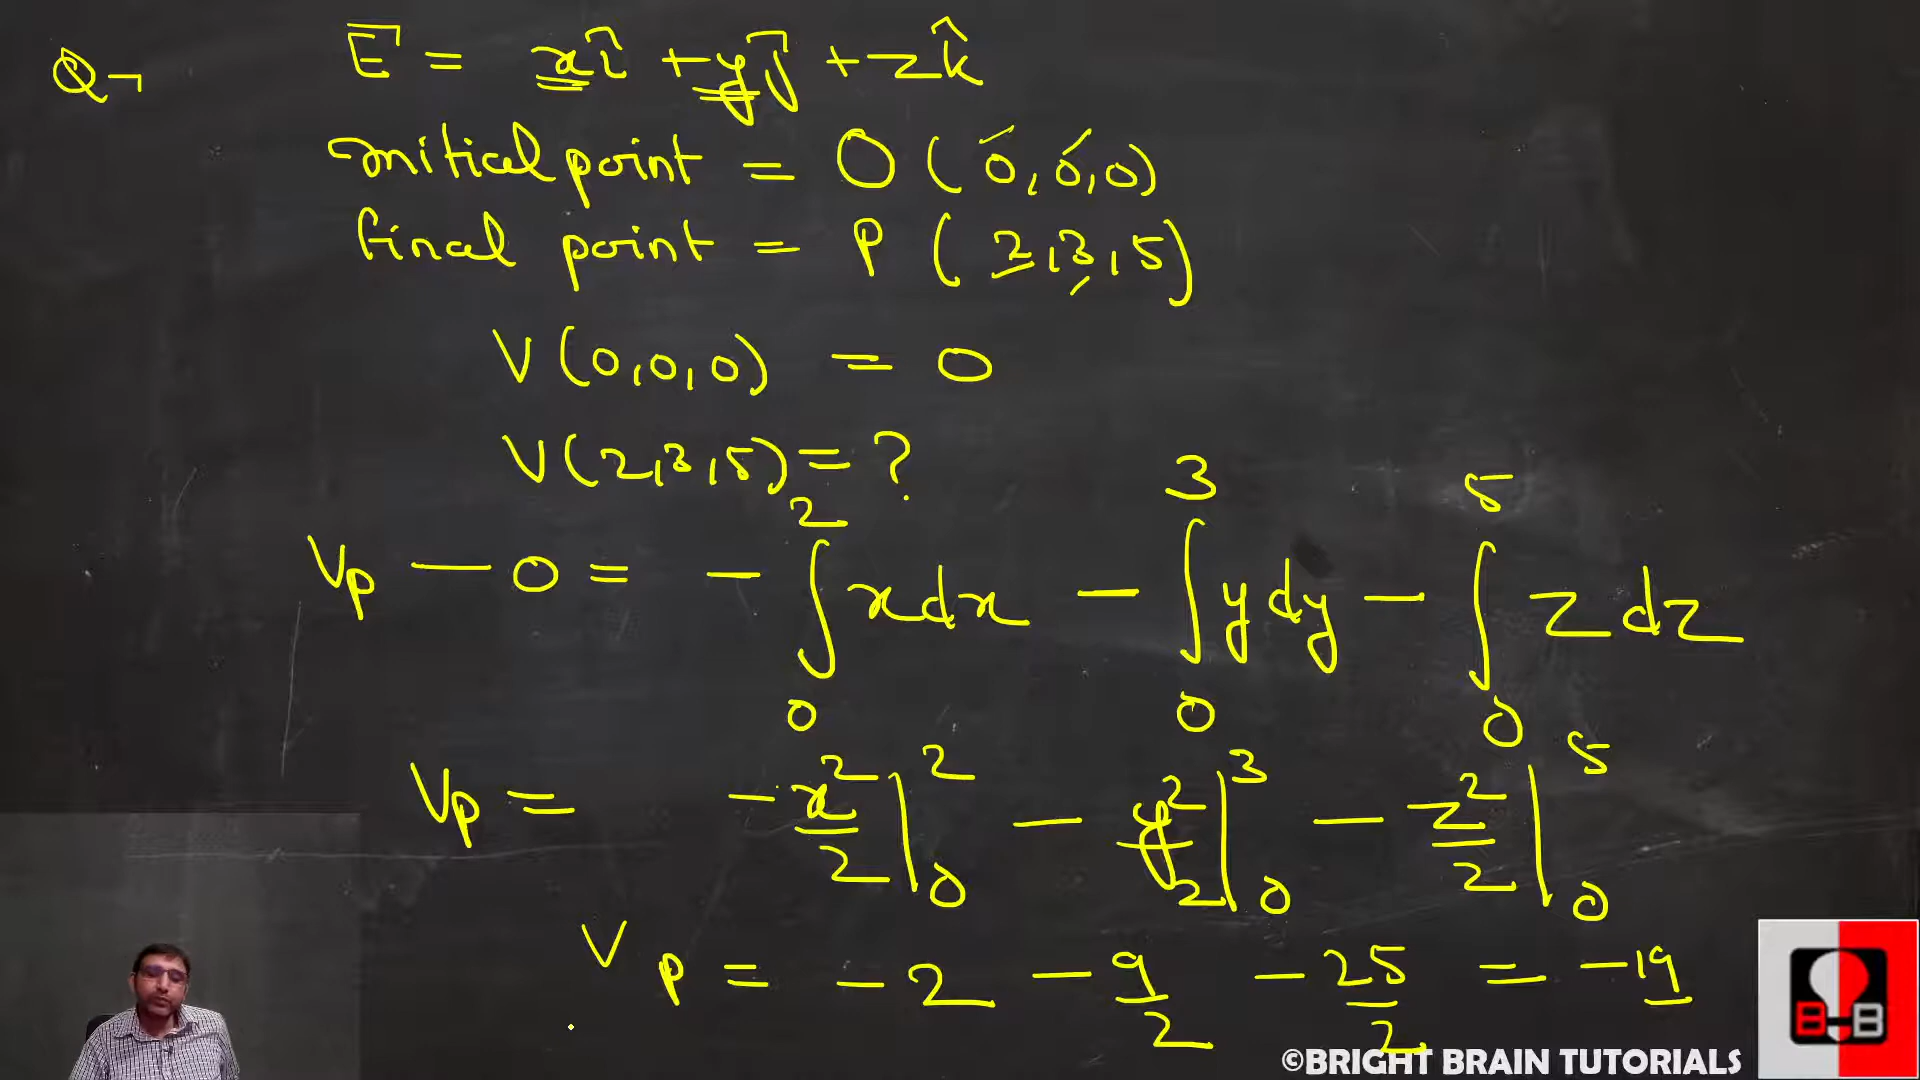 Q→ E⃗ = xî + yĵ + zk̂
initial point = O (0,0,0)
final point = P (2,3,5)
V(0,0,0) = 0
V(2,3,5) = ?
Vp − 0 = − ∫₀² x dx − ∫₀³ y dy − ∫₀⁵ z dz
Vp = − x²/2 |₀² − y²/2 |₀³ − z²/2 |₀⁵
Vp = − 2 − 9/2 − 25/2 = −19
B B
©BRIGHT BRAIN TUTORIALS